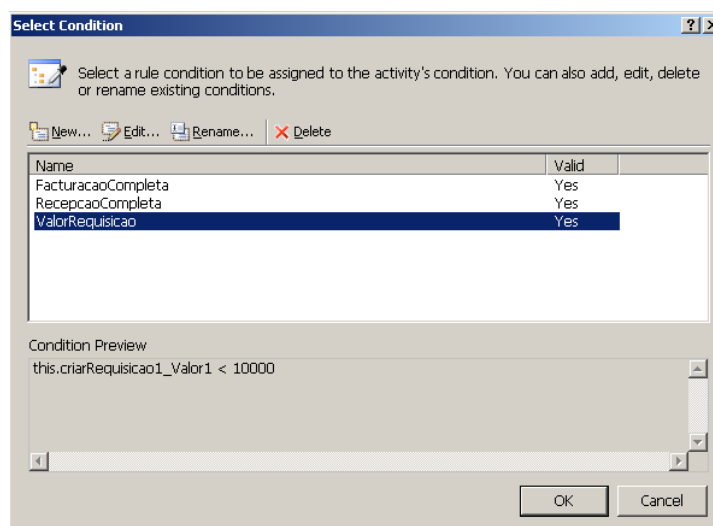 Select Condition
Select a rule condition to be assigned to the activity's condition. You can also add, edit, delete
or rename existing conditions.
New... Edit... Rename... Delete
Name Valid
FacturacaoCompleta Yes
RecepcaoCompleta Yes
ValorRequisicao Yes
Condition Preview
this.criarRequisicao1_Valor1 < 10000
OK Cancel